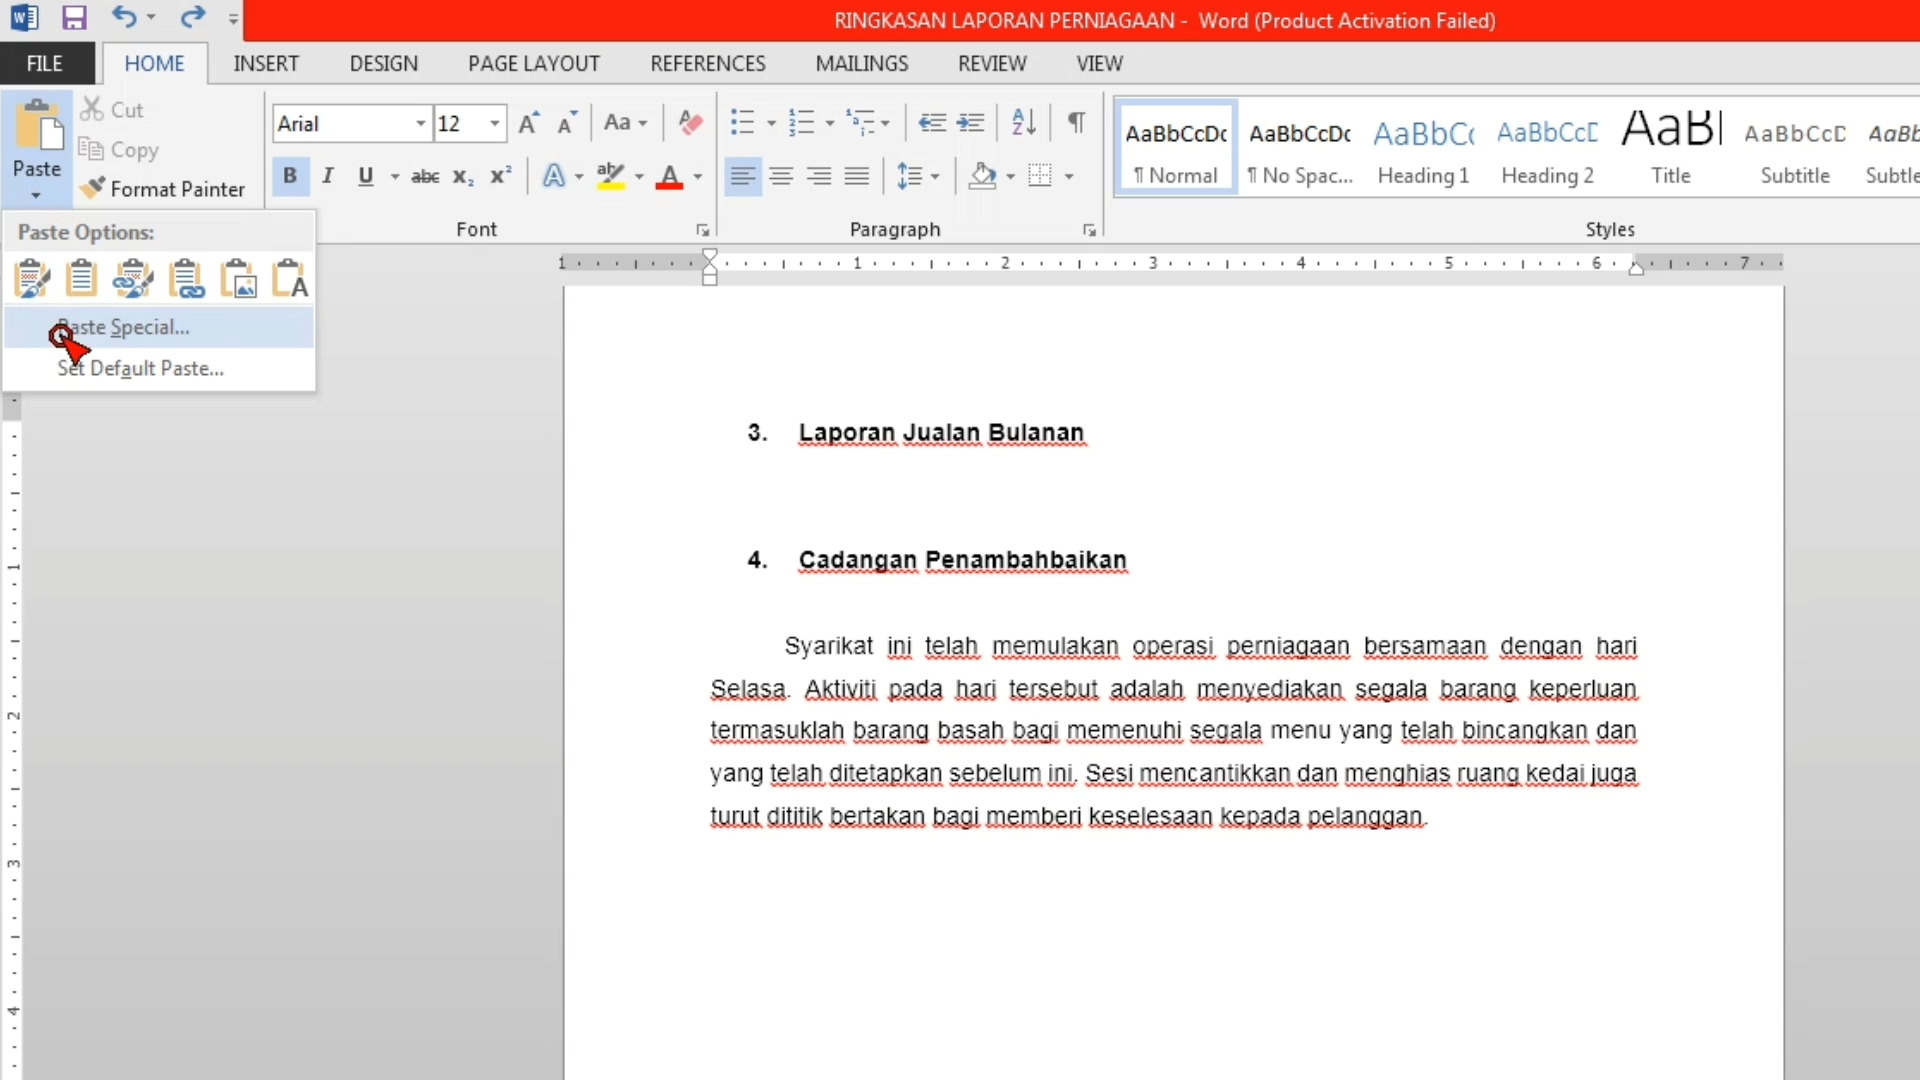 RINGKASAN LAPORAN PERNIAGAAN - Word (Product Activation Failed)
FILE HOME INSERT DESIGN PAGE LAYOUT REFERENCES MAILINGS REVIEW VIEW
Cut
Copy
Paste
Format Painter
Arial 12
Font
Paragraph
AaBbCcDc AaBbCcDc AaBbC AaBbCcD AaB AaBbCcD AaBb
¶ Normal ¶ No Spac... Heading 1 Heading 2 Title Subtitle Subtle
Styles
Paste Options:
Paste Special...
Set Default Paste...
1 1 2 3 4 5 6 7
1
2
3
4
3. Laporan Jualan Bulanan
4. Cadangan Penambahbaikan
Syarikat ini telah memulakan operasi perniagaan bersamaan dengan hari
Selasa. Aktiviti pada hari tersebut adalah menyediakan segala barang keperluan
termasuklah barang basah bagi memenuhi segala menu yang telah bincangkan dan
yang telah ditetapkan sebelum ini. Sesi mencantikkan dan menghias ruang kedai juga
turut dititik bertakan bagi memberi keselesaan kepada pelanggan.